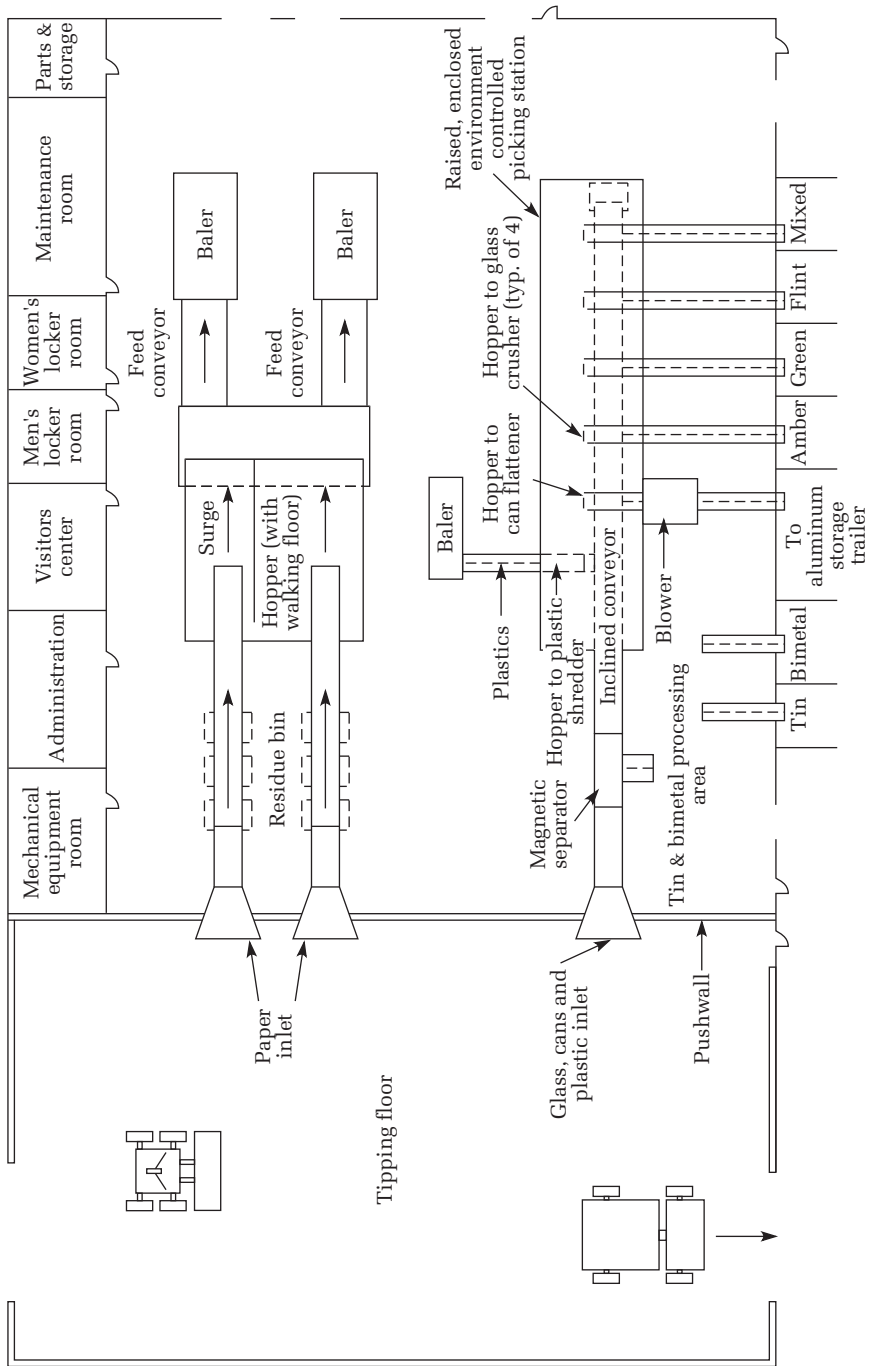 Mechanical
equipment
room
Administration
Visitors
center
Men's
locker
room
Women's
locker
room
Maintenance
room
Parts &
storage
Paper
inlet
Residue bin
Surge
Hopper (with
walking floor)
Feed
conveyor
Feed
conveyor
Baler
Baler
Tipping floor
Glass, cans and
plastic inlet
Pushwall
Magnetic
separator
Tin & bimetal processing
area
Plastics
Baler
Hopper to plastic
shredder
Inclined conveyor
Blower
Hopper to
can flattener
Hopper to glass
crusher (typ. of 4)
Raised, enclosed
environment
controlled
picking station
Tin
Bimetal
To
aluminum
storage
trailer
Amber
Green
Flint
Mixed